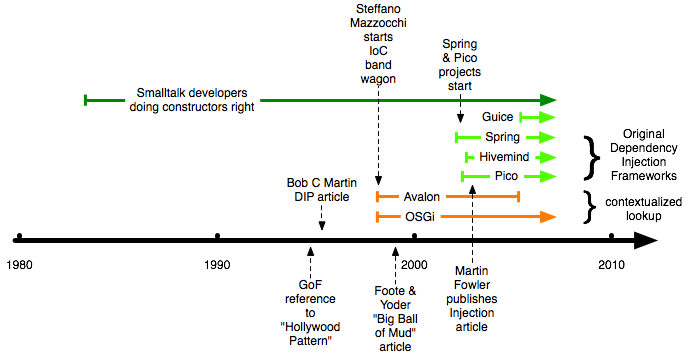 Steffano
Mazzocchi
starts
IoC
band
wagon
Spring
& Pico
projects
start
Smalltalk developers
doing constructors right
Guice
Spring
Hivemind
Pico
Original
Dependency
Injection
Frameworks
Bob C Martin
DIP article
Avalon
OSGi
contextualized
lookup
1980
1990
2000
2010
GoF
reference
to
"Hollywood
Pattern"
Foote &
Yoder
"Big Ball
of Mud"
article
Martin
Fowler
publishes
Injection
article